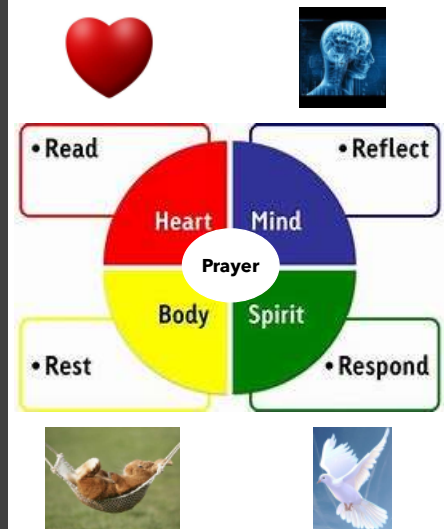 • Read
• Reflect
Heart
Mind
Prayer
Body
Spirit
• Rest
• Respond